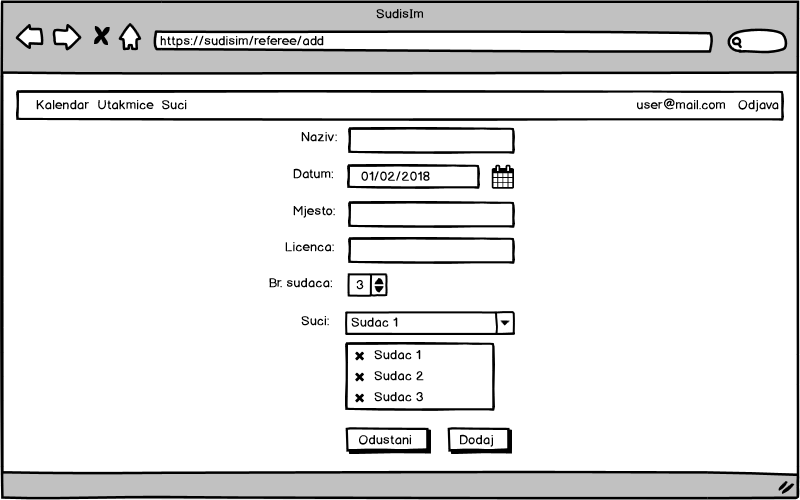 SudisIm
https://sudisim/referee/add
Kalendar Utakmice Suci user@mail.com Odjava
Naziv:
Datum: 01/02/2018
Mjesto:
Licenca:
Br. sudaca: 3
Suci: Sudac 1
Sudac 1
Sudac 2
Sudac 3
Odustani Dodaj